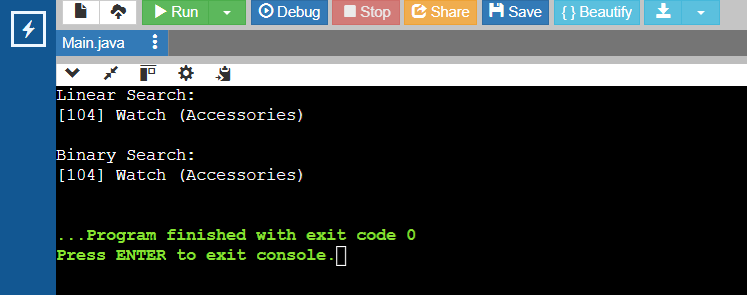 Run Debug Stop Share Save { } Beautify
Main.java
Linear Search:
[104] Watch (Accessories)
Binary Search:
[104] Watch (Accessories)
...Program finished with exit code 0
Press ENTER to exit console.